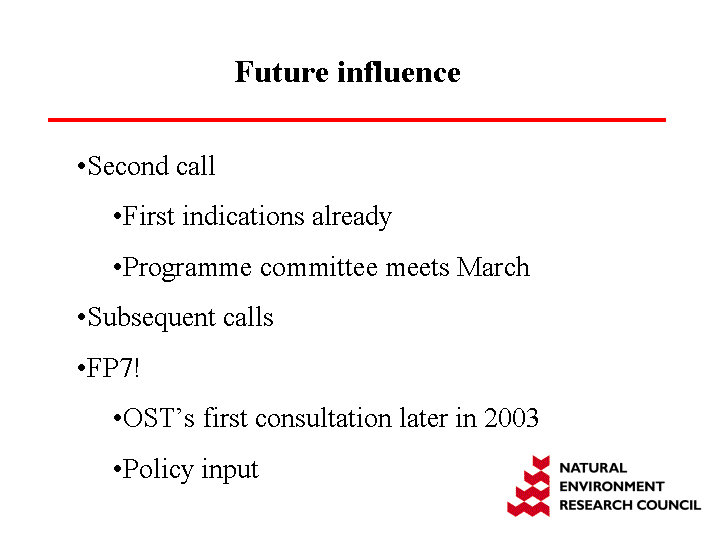 Future influence
•Second call
•First indications already
•Programme committee meets March
•Subsequent calls
•FP7!
•OST’s first consultation later in 2003
•Policy input
NATURAL
ENVIRONMENT
RESEARCH COUNCIL